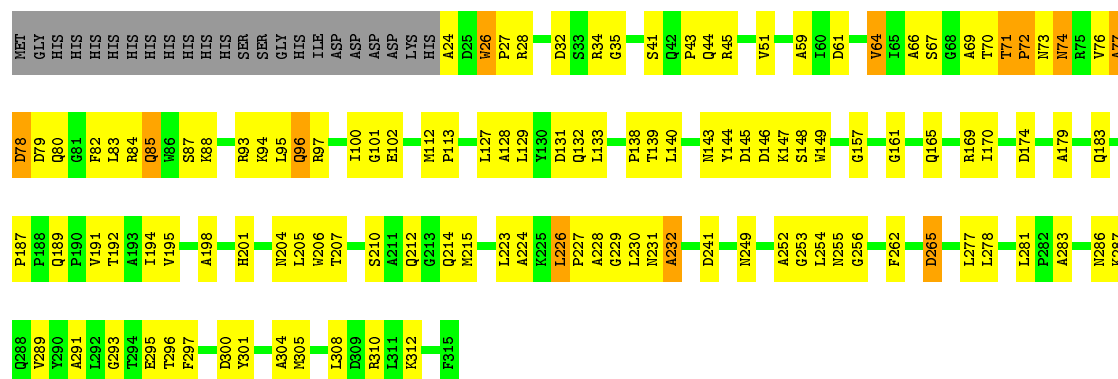 MET GLY HIS HIS HIS HIS HIS HIS HIS HIS HIS HIS SER SER GLY HIS ILE ASP ASP ASP ASP LYS HIS A24 D25 W26 P27 R28 D32 S33 R34 G35 S41 Q42 P43 Q44 R45 V51 A59 I60 D61 V64 I65 A66 S67 G68 A69 T70 T71 P72 N73 N74 R75 V76 A77
D78 D79 Q80 G81 F82 L83 R84 Q85 W86 S87 K88 R93 K94 L95 Q96 R97 I100 G101 E102 M112 P113 L127 A128 L129 Y130 D131 Q132 L133 P138 T139 L140 N143 Y144 D145 D146 K147 S148 W149 G157 G161 Q165 R169 I170 D174 A179 Q183
P187 P188 Q189 P190 V191 T192 A193 I194 V195 A198 H201 N204 L205 W206 T207 S210 A211 Q212 G213 Q214 M215 L223 A224 K225 L226 P227 A228 G229 L230 N231 A232 D241 N249 A252 G253 L254 N255 G256 F262 D265 L277 L278 L281 P282 A283 N286 K287
Q288 V289 Y290 A291 L292 G293 T294 E295 T296 F297 D300 Y301 A304 M305 L308 D309 R310 L311 K312 F315